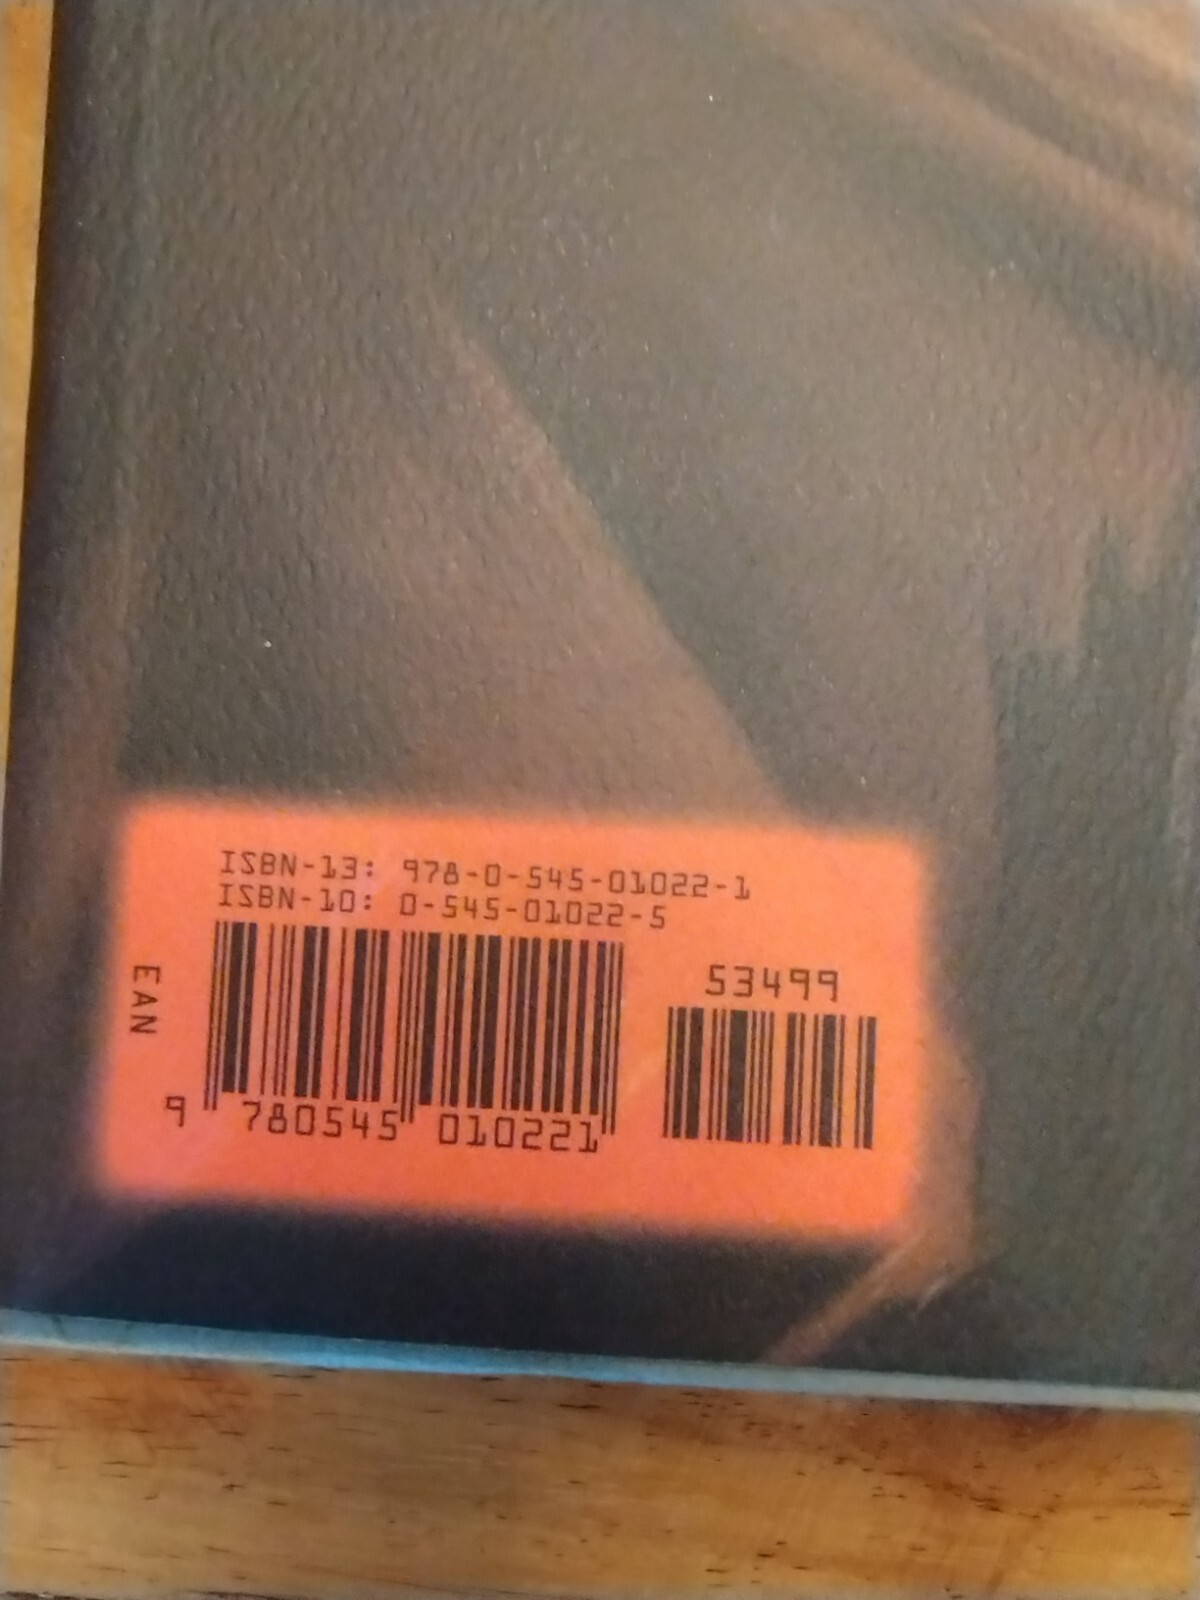 ISBN-13: 978-0-545-01022-1
ISBN-10: 0-545-01022-5
EAN
53499
9 780545 010221